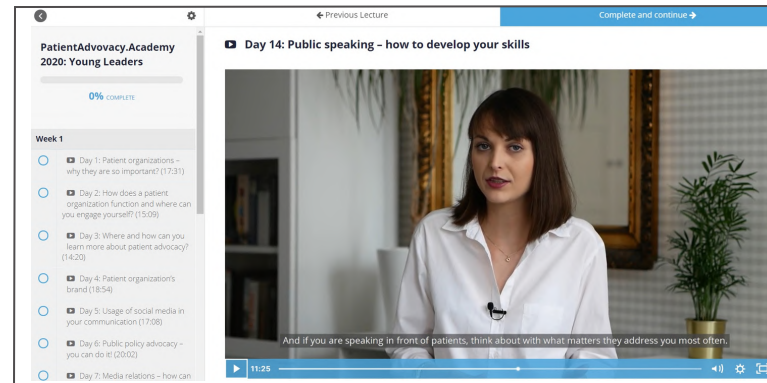 Previous Lecture
Complete and continue
PatientAdvocacy.Academy
2020: Young Leaders
0% COMPLETE
Week 1
Day 1: Patient organizations –
why they are so important? (17:31)
Day 2: How does a patient
organization function and where can
you engage yourself? (15:09)
Day 3: Where and how can you
learn more about patient advocacy?
(14:20)
Day 4: Patient organization's
brand (18:54)
Day 5: Usage of social media in
your communication (17:08)
Day 6: Public policy advocacy –
you can do it! (20:02)
Day 7: Media relations – how can
Day 14: Public speaking – how to develop your skills
And if you are speaking in front of patients, think about with what matters they address you most often.
11:25